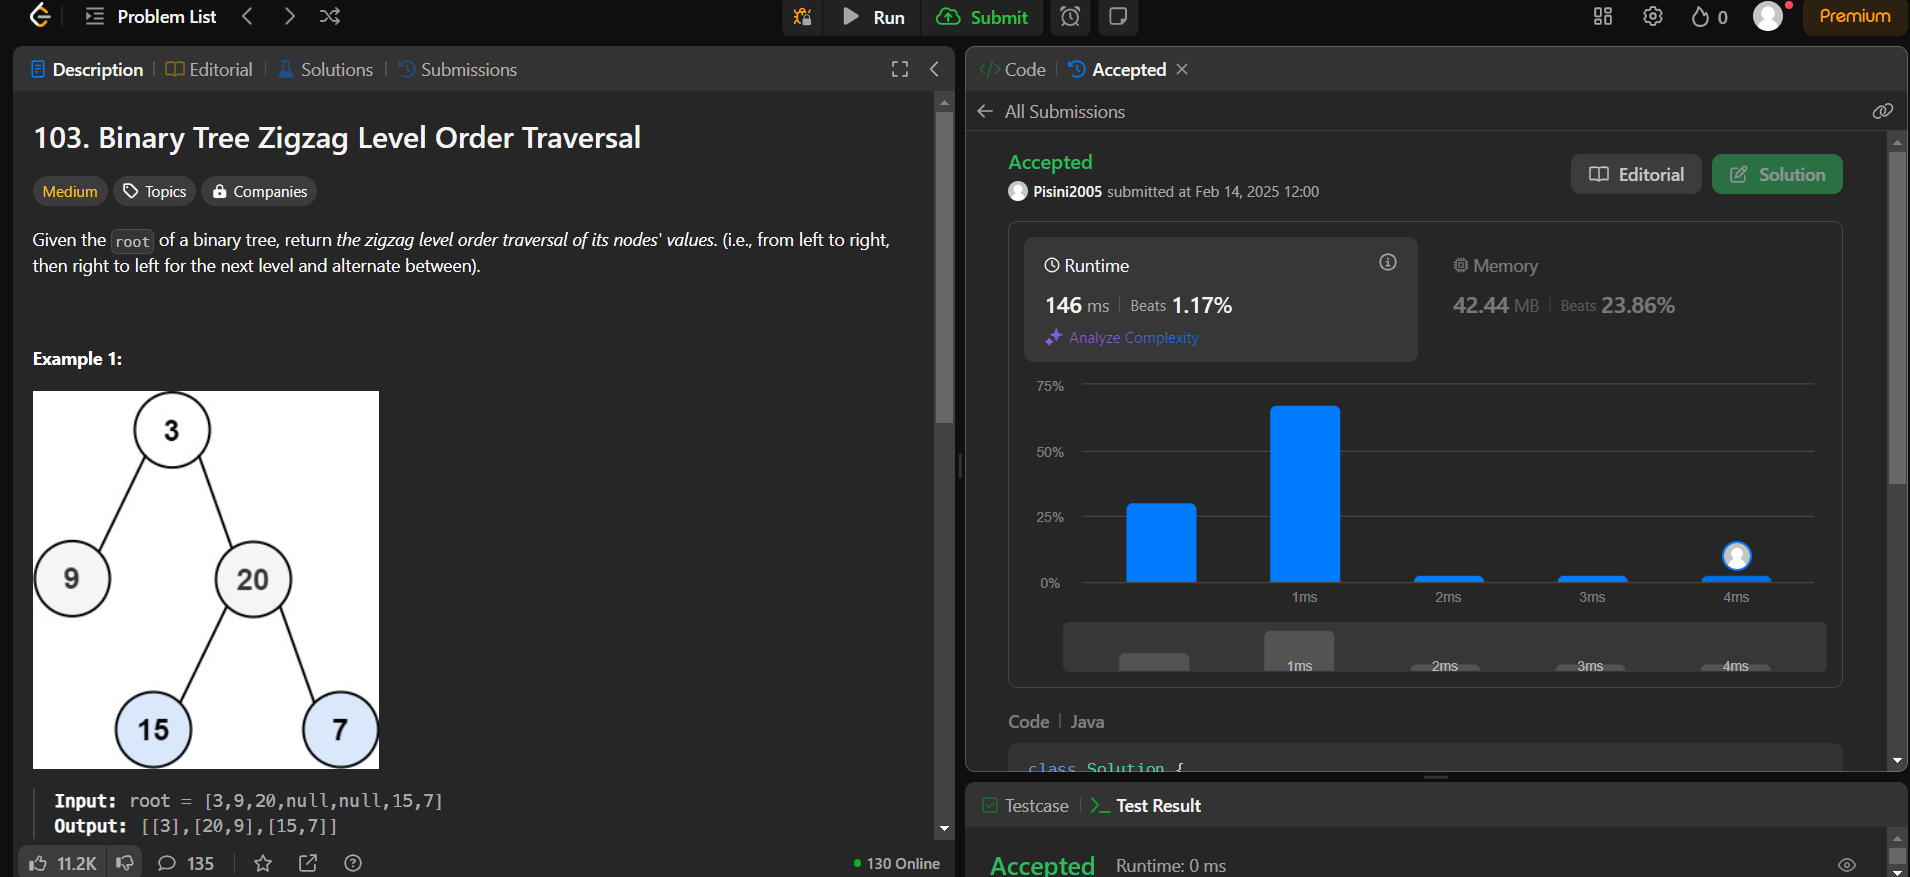 Problem List
Run
Submit
0
Premium
Description
Editorial
Solutions
Submissions
103. Binary Tree Zigzag Level Order Traversal
Medium
Topics
Companies
Given the root of a binary tree, return the zigzag level order traversal of its nodes' values. (i.e., from left to right,
then right to left for the next level and alternate between).
Example 1:
3
9
20
15
7
Input: root = [3,9,20,null,null,15,7]
Output: [[3],[20,9],[15,7]]
11.2K
135
130 Online
</> Code
Accepted
All Submissions
Accepted
Pisini2005 submitted at Feb 14, 2025 12:00
Editorial
Solution
Runtime
146 ms | Beats 1.17%
Analyze Complexity
Memory
42.44 MB | Beats 23.86%
75%
50%
25%
0%
1ms
2ms
3ms
4ms
1ms
2ms
3ms
4ms
Code | Java
class Solution {
Testcase
Test Result
Accepted
Runtime: 0 ms